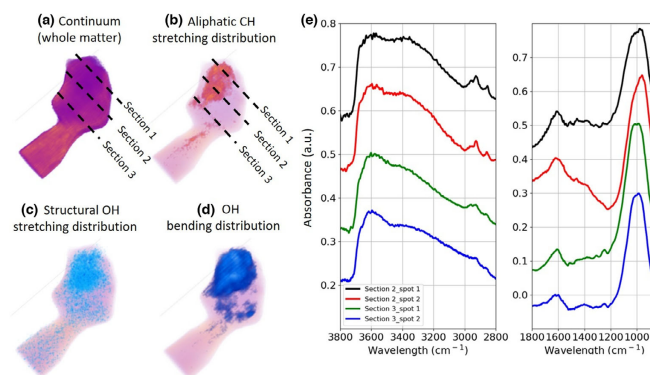 (a) Continuum
(whole matter)
(b) Aliphatic CH
stretching distribution
Section 1
Section 2
Section 3
Section 1
Section 2
Section 3
(c) Structural OH
stretching distribution
(d) OH
bending distribution
(e)
Absorbance (a.u.)
0.8
0.7
0.6
0.5
0.4
0.3
0.2
Section 2_spot 1
Section 2_spot 2
Section 3_spot 1
Section 3_spot 2
3800 3600 3400 3200 3000 2800
Wavelength (cm⁻¹)
0.5
0.4
0.3
0.2
0.1
0.0
1800 1600 1400 1200 1000
Wavelength (cm⁻¹)